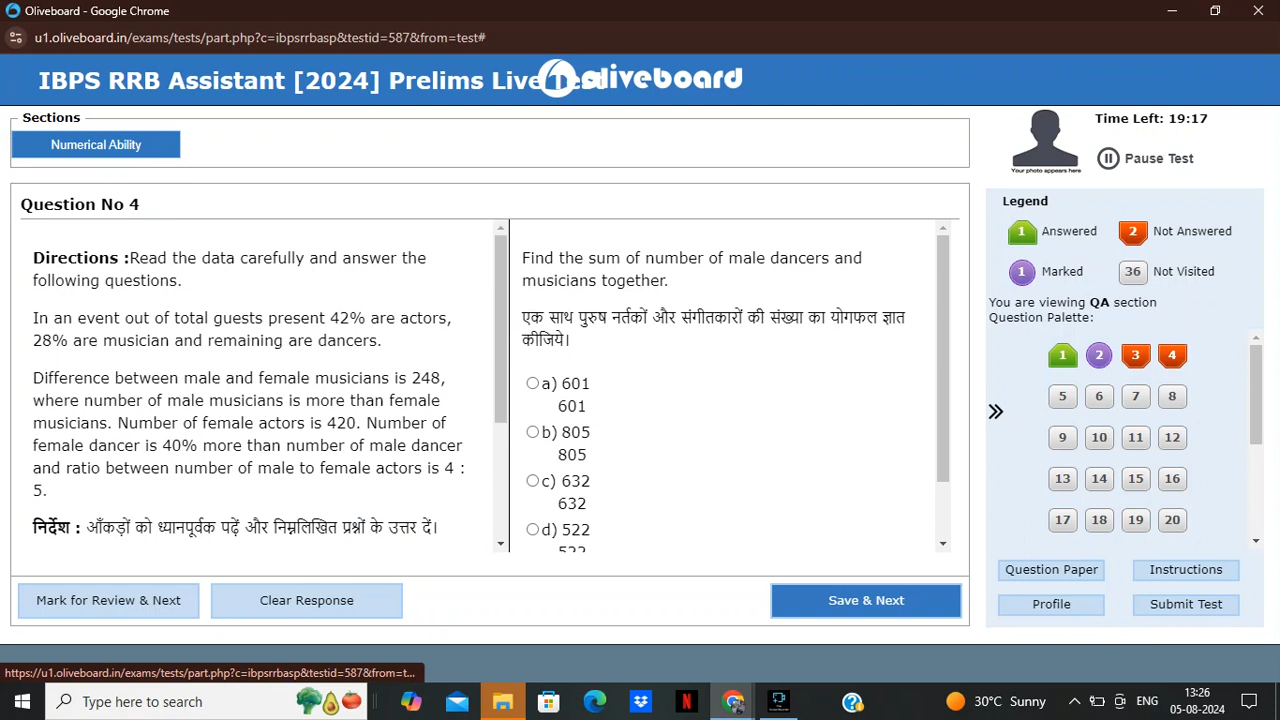 Oliveboard - Google Chrome
u1.oliveboard.in/exams/tests/part.php?c=ibpsrrbasp&testid=587&from=test#
IBPS RRB Assistant [2024] Prelims Live
oliveboard
Sections
Numerical Ability
Your photo appears here
Time Left: 19:17
Pause Test
Question No 4
Directions :Read the data carefully and answer the
following questions.
In an event out of total guests present 42% are actors,
28% are musician and remaining are dancers.
Difference between male and female musicians is 248,
where number of male musicians is more than female
musicians. Number of female actors is 420. Number of
female dancer is 40% more than number of male dancer
and ratio between number of male to female actors is 4 :
5.
निर्देश : आँकड़ों को ध्यानपूर्वक पढ़ें और निम्नलिखित प्रश्नों के उत्तर दें।
Find the sum of number of male dancers and
musicians together.
एक साथ पुरुष नर्तकों और संगीतकारों की संख्या का योगफल ज्ञात
कीजिये।
a) 601
601
b) 805
805
c) 632
632
d) 522
522
Legend
1 Answered 2 Not Answered
1 Marked 36 Not Visited
You are viewing QA section
Question Palette:
1 2 3 4
5 6 7 8
9 10 11 12
13 14 15 16
17 18 19 20
Question Paper Instructions
Profile Submit Test
Mark for Review & Next Clear Response Save & Next
https://u1.oliveboard.in/exams/tests/part.php?c=ibpsrrbasp&testid=587&from=t...
Type here to search
30°C Sunny
ENG
13:26
05-08-2024